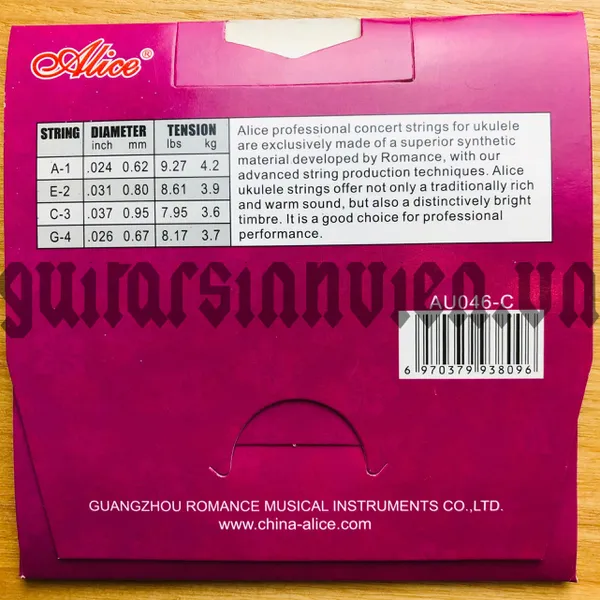 Alice®
STRING DIAMETER TENSION
inch mm lbs kg
A-1 .024 0.62 9.27 4.2
E-2 .031 0.80 8.61 3.9
C-3 .037 0.95 7.95 3.6
G-4 .026 0.67 8.17 3.7
Alice professional concert strings for ukulele
are exclusively made of a superior synthetic
material developed by Romance, with our
advanced string production techniques. Alice
ukulele strings offer not only a traditionally rich
and warm sound, but also a distinctively bright
timbre. It is a good choice for professional
performance.
guitarsinhvien.vn
AU046-C
6 970379 938096
GUANGZHOU ROMANCE MUSICAL INSTRUMENTS CO.,LTD.
www.china-alice.com